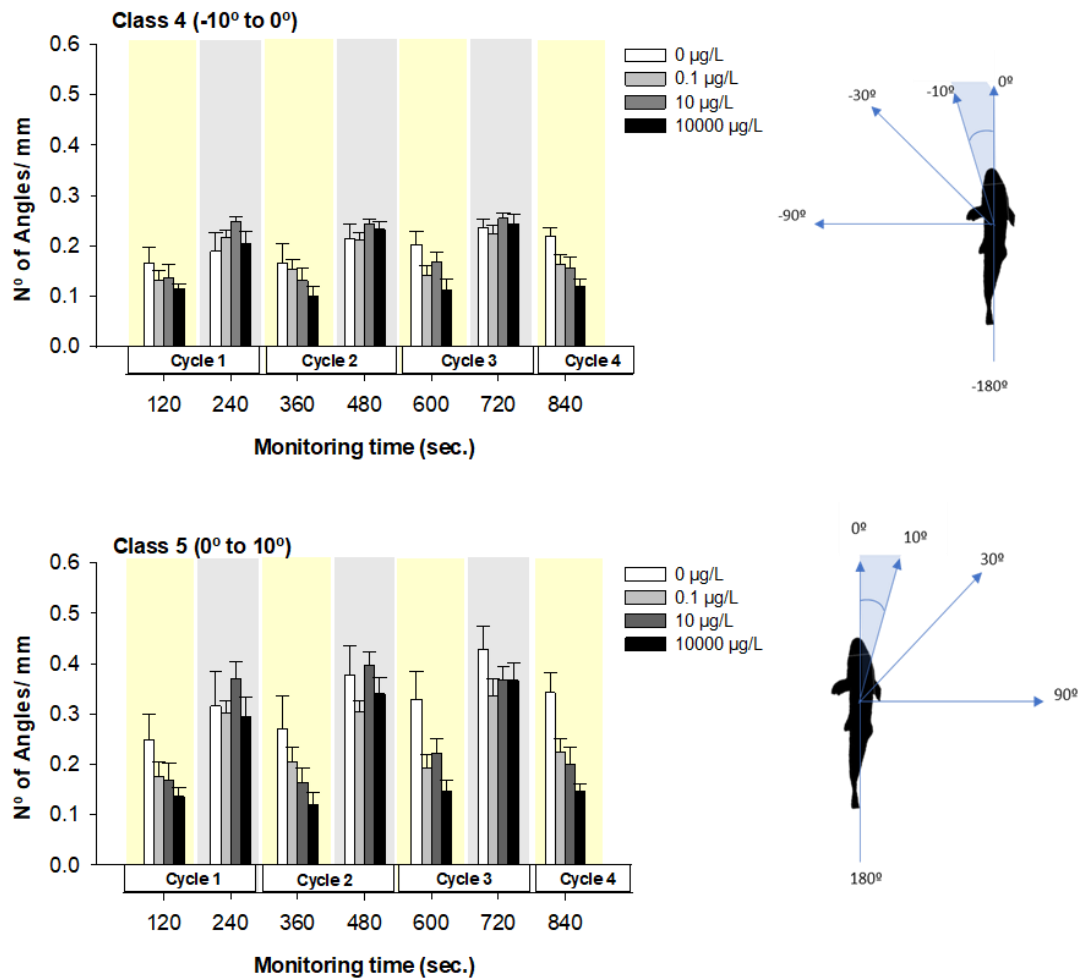 Class 4 (-10º to 0º)
0.6
0.5
0.4
0.3
0.2
0.1
0.0
Nº of Angles/ mm
0 µg/L
0.1 µg/L
10 µg/L
10000 µg/L
Cycle 1 Cycle 2 Cycle 3 Cycle 4
120 240 360 480 600 720 840
Monitoring time (sec.)
0º
-10º
-30º
-90º
-180º
Class 5 (0º to 10º)
0.6
0.5
0.4
0.3
0.2
0.1
0.0
Nº of Angles/ mm
0 µg/L
0.1 µg/L
10 µg/L
10000 µg/L
Cycle 1 Cycle 2 Cycle 3 Cycle 4
120 240 360 480 600 720 840
Monitoring time (sec.)
0º
10º
30º
90º
180º